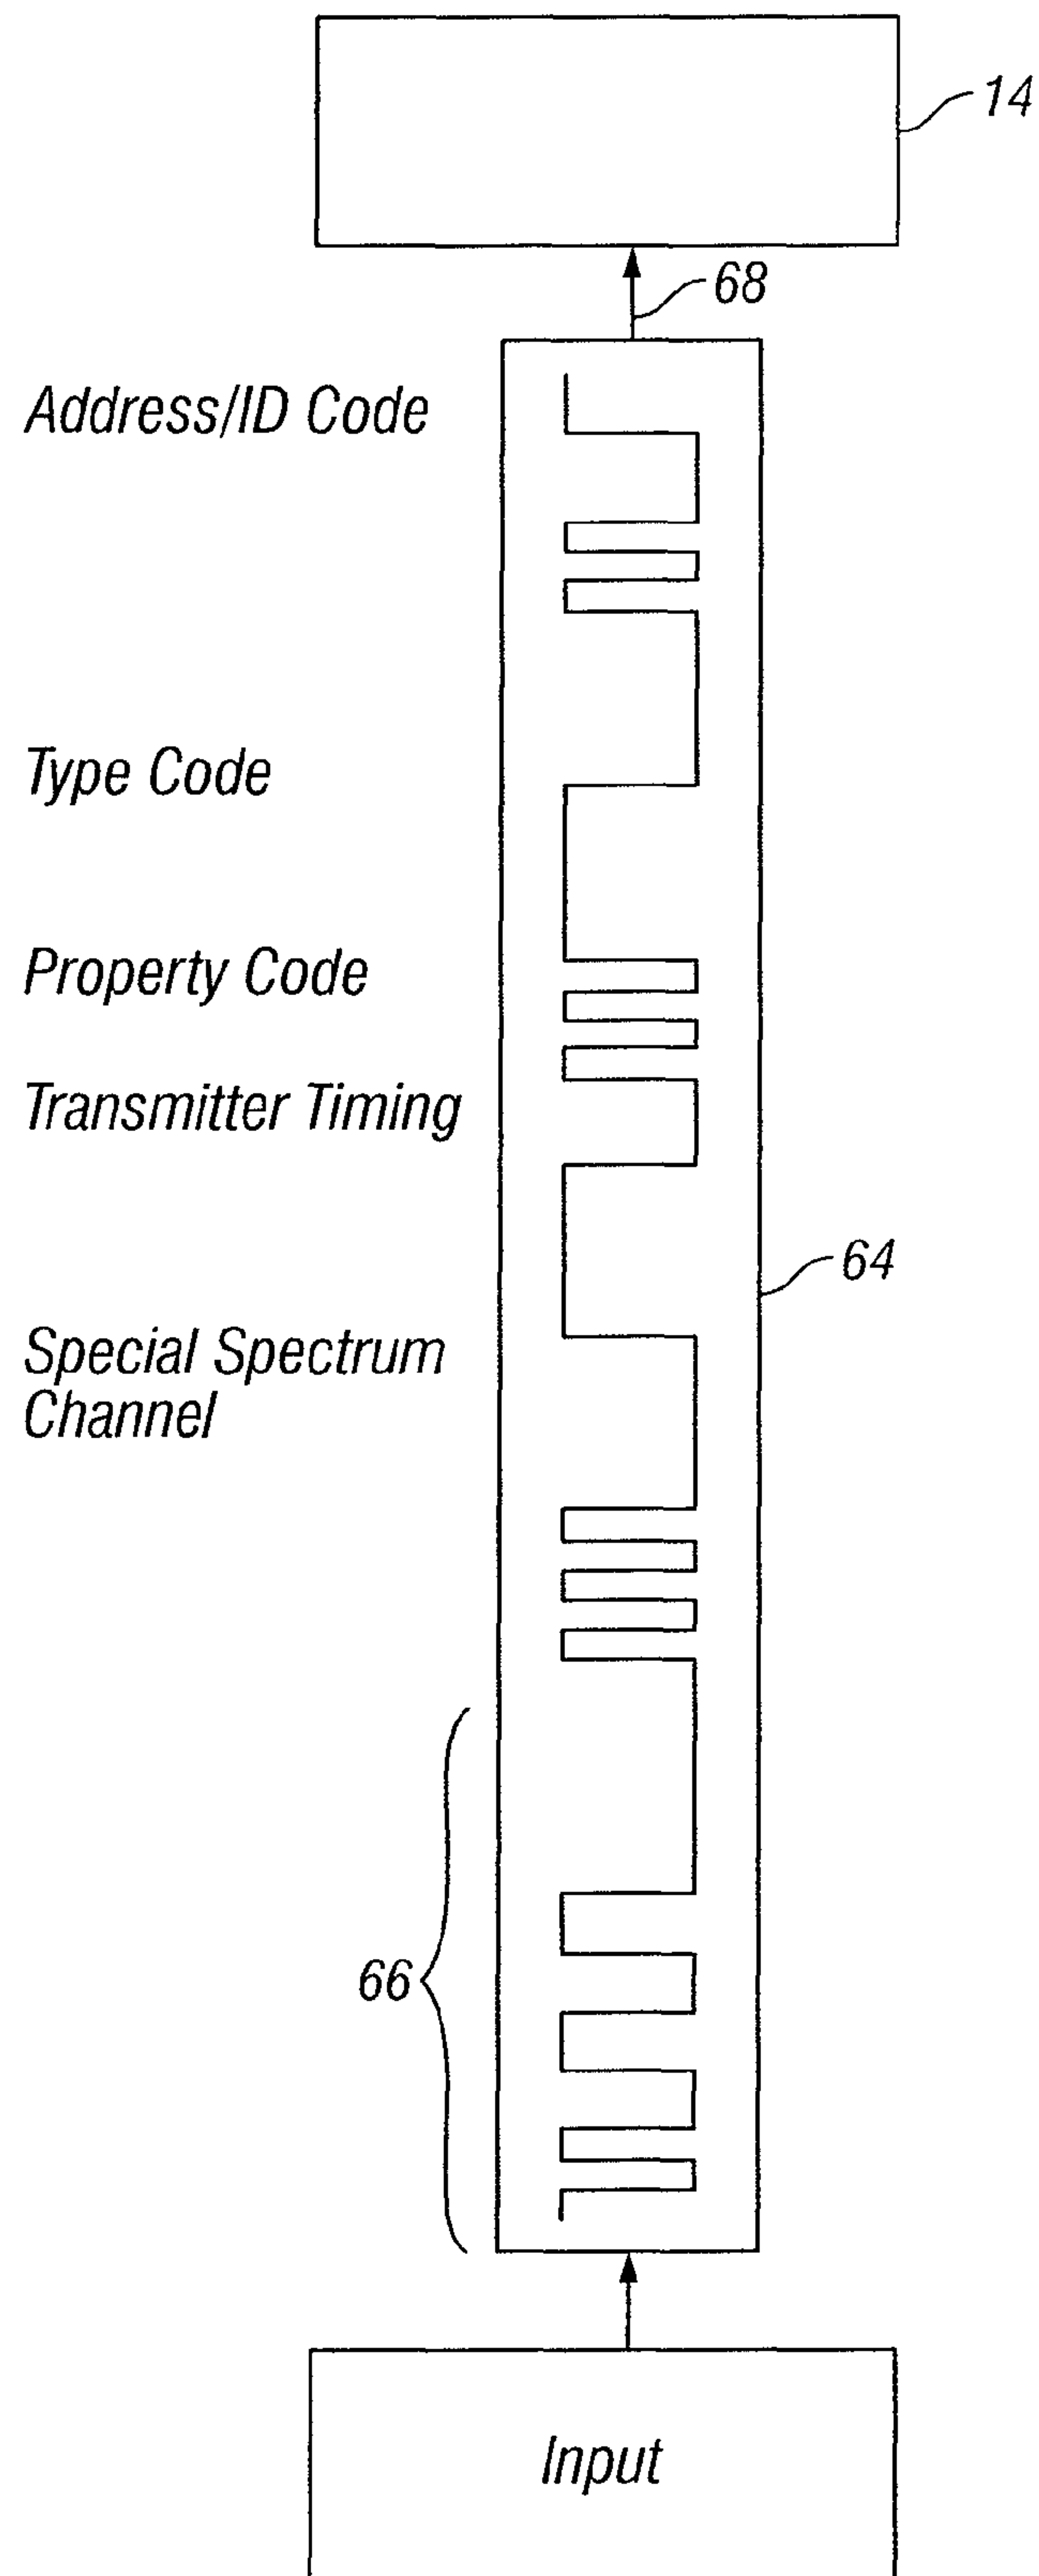 14
68
Address/ID Code
Type Code
Property Code
Transmitter Timing
64
Special Spectrum
Channel
66
Input